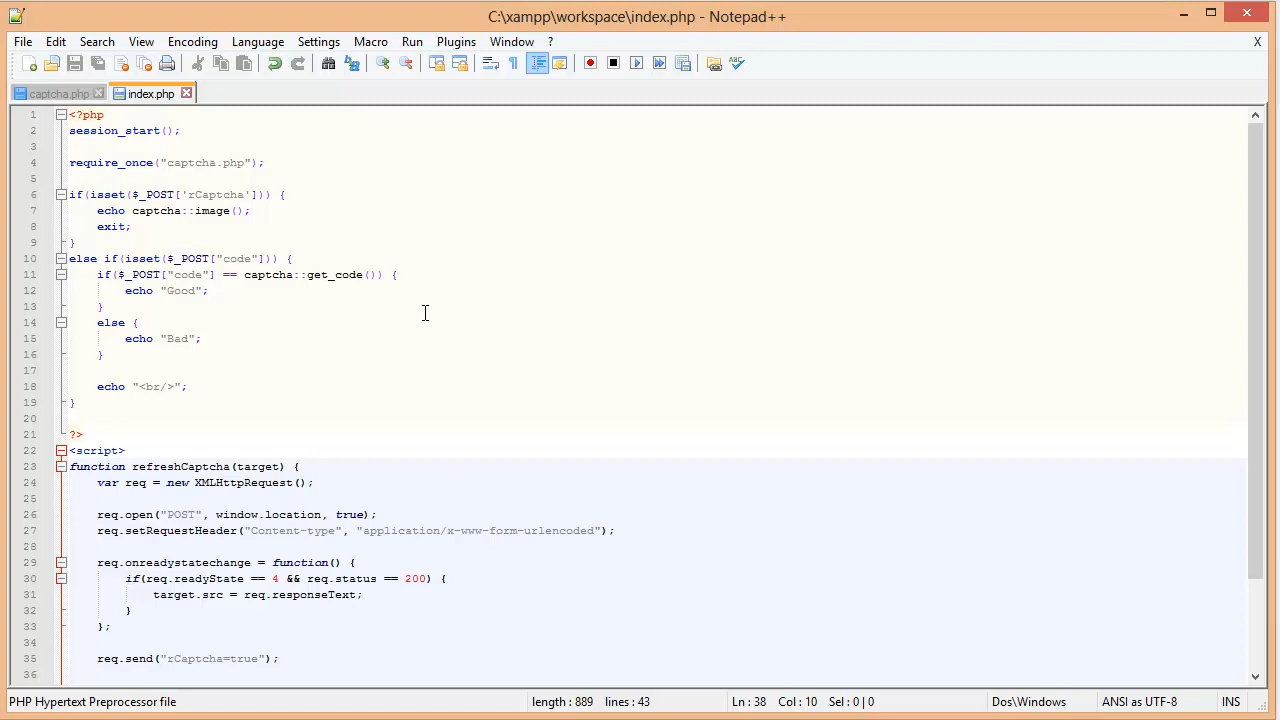 C:\xampp\workspace\index.php - Notepad++
File Edit Search View Encoding Language Settings Macro Run Plugins Window ? X
captcha.php index.php
1 <?php
2 session_start();
3
4 require_once("captcha.php");
5
6 if(isset($_POST['rCaptcha'])) {
7     echo captcha::image();
8     exit;
9 }
10 else if(isset($_POST["code"])) {
11     if($_POST["code"] == captcha::get_code()) {
12         echo "Good";
13     }
14     else {
15         echo "Bad";
16     }
17
18     echo "<br/>";
19 }
20
21 ?>
22 <script>
23 function refreshCaptcha(target) {
24     var req = new XMLHttpRequest();
25
26     req.open("POST", window.location, true);
27     req.setRequestHeader("Content-type", "application/x-www-form-urlencoded");
28
29     req.onreadystatechange = function() {
30         if(req.readyState == 4 && req.status == 200) {
31             target.src = req.responseText;
32         }
33     };
34
35     req.send("rCaptcha=true");
36
PHP Hypertext Preprocessor file length : 889 lines : 43 Ln : 38 Col : 10 Sel : 0 | 0 Dos\Windows ANSI as UTF-8 INS